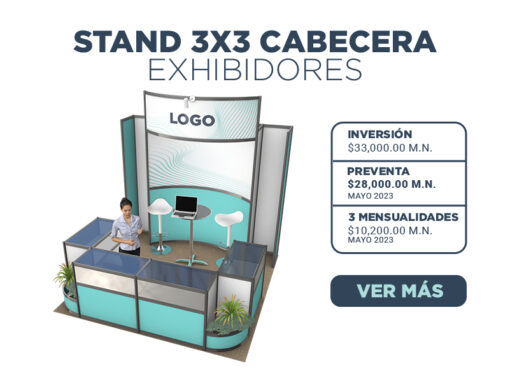 STAND 3X3 CABECERA
EXHIBIDORES
LOGO
INVERSIÓN
$33,000.00 M.N.
PREVENTA
$28,000.00 M.N.
MAYO 2023
3 MENSUALIDADES
$10,200.00 M.N.
MAYO 2023
VER MÁS